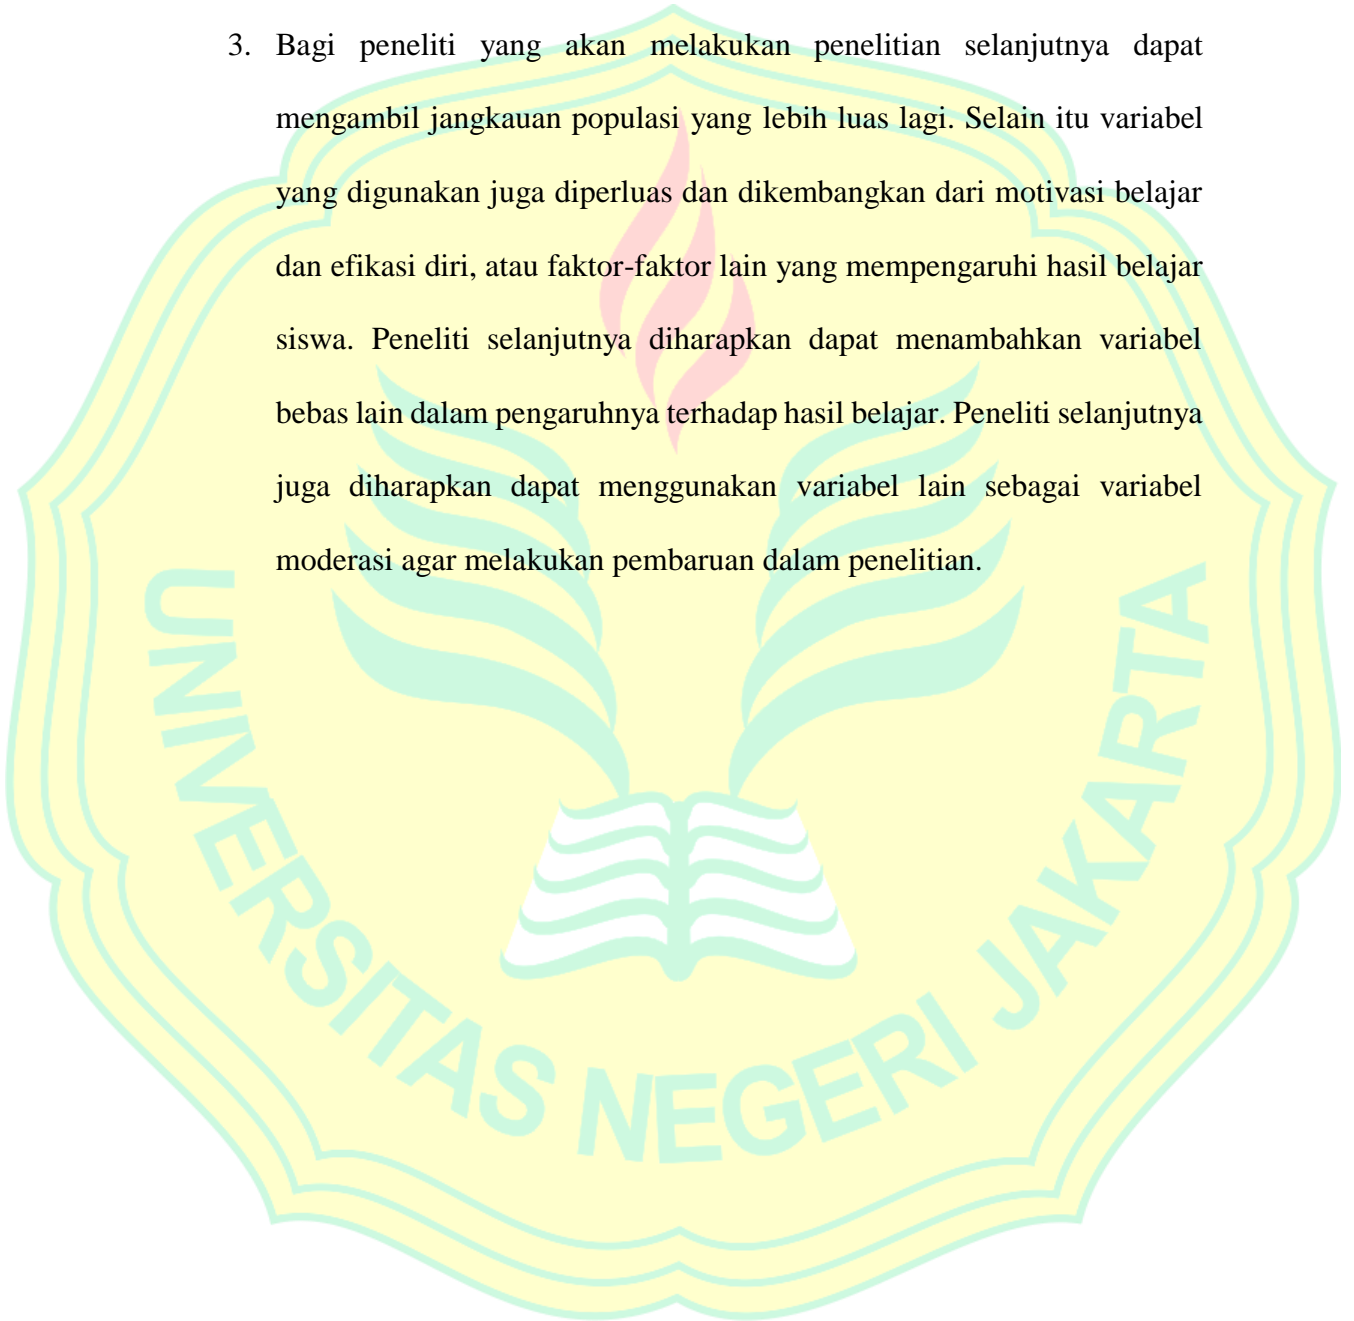 3. Bagi peneliti yang akan melakukan penelitian selanjutnya dapat
mengambil jangkauan populasi yang lebih luas lagi. Selain itu variabel
yang digunakan juga diperluas dan dikembangkan dari motivasi belajar
dan efikasi diri, atau faktor-faktor lain yang mempengaruhi hasil belajar
siswa. Peneliti selanjutnya diharapkan dapat menambahkan variabel
bebas lain dalam pengaruhnya terhadap hasil belajar. Peneliti selanjutnya
juga diharapkan dapat menggunakan variabel lain sebagai variabel
moderasi agar melakukan pembaruan dalam penelitian.
UNIVERSITAS NEGERI JAKARTA